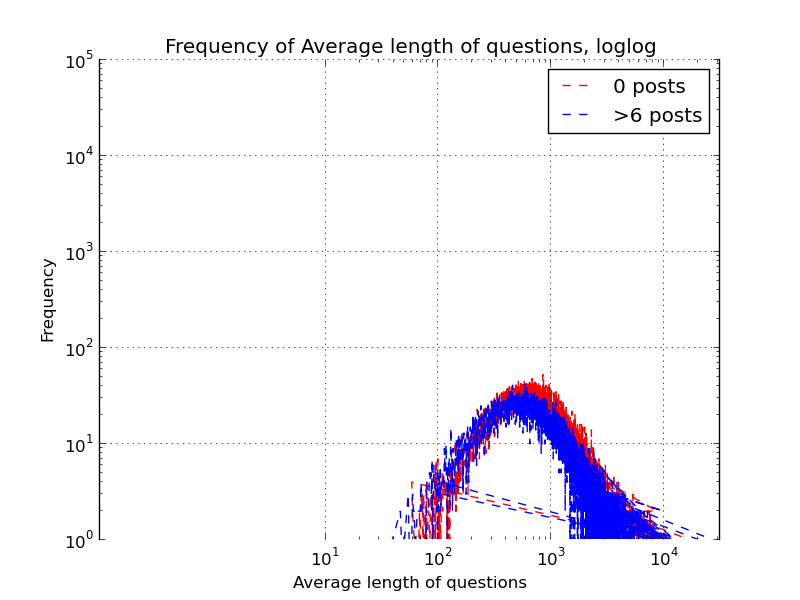 Frequency of Average length of questions, loglog
0 posts
>6 posts
Frequency
10^5
10^4
10^3
10^2
10^1
10^0
10^1 10^2 10^3 10^4
Average length of questions